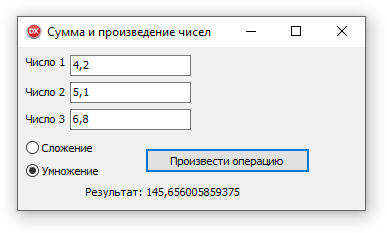 DX Сумма и произведение чисел
Число 1 4,2
Число 2 5,1
Число 3 6,8
Сложение
Умножение
Произвести операцию
Результат: 145,656005859375